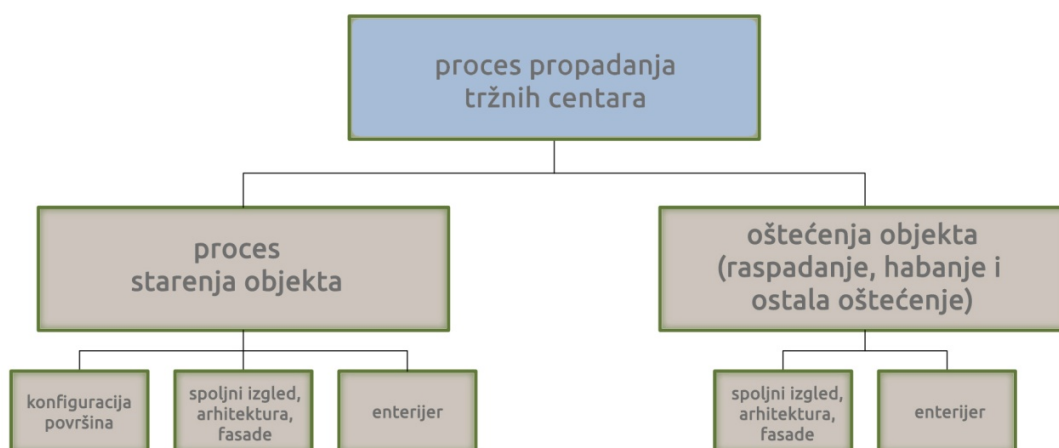 proces propadanja
tržnih centara
proces
starenja objekta
oštećenja objekta
(raspadanje, habanje i
ostala oštećenje)
konfiguracija
površina
spoljni izgled,
arhitektura,
fasade
enterijer
spoljni izgled,
arhitektura,
fasade
enterijer